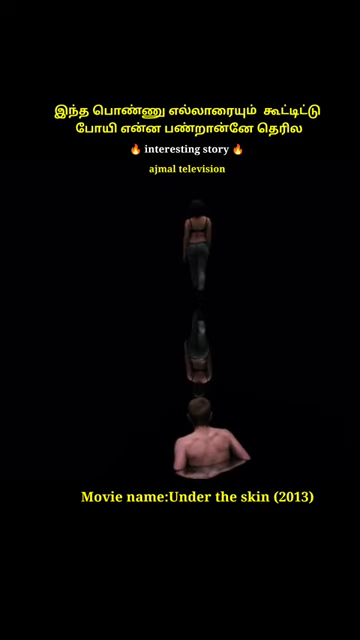 இந்த பொண்ணு எல்லாரையும் கூட்டிட்டு
போயி என்ன பண்றான்னே தெரில
🔥 interesting story 🔥
ajmal television
Movie name:Under the skin (2013)